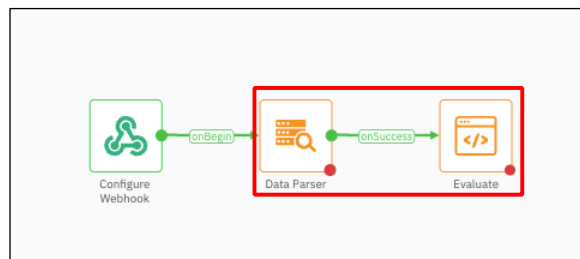 onBegin
onSuccess
Configure
Webhook
Data Parser
Evaluate